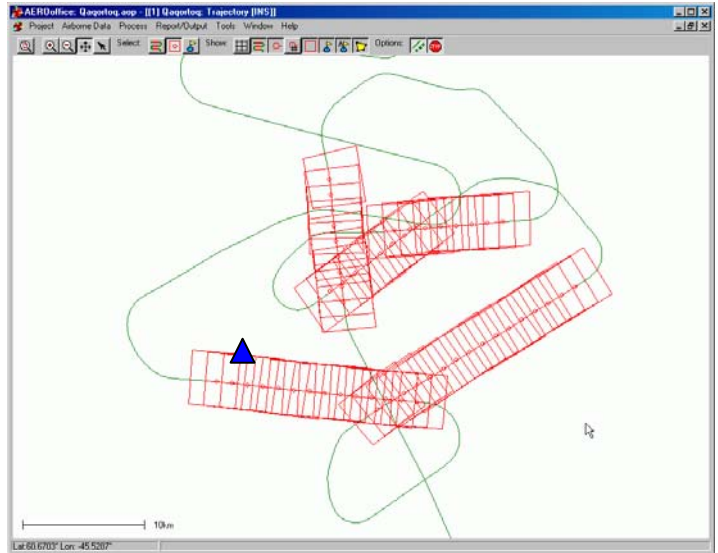 AEROoffice: Qaqortoq.aop - [[1] Qaqortoq: Trajectory [INS]]
Project Airborne Data Process Report/Output Tools Window Help
Select: Show: Options:
10km
Lat:60.6703° Lon: -45.5287°